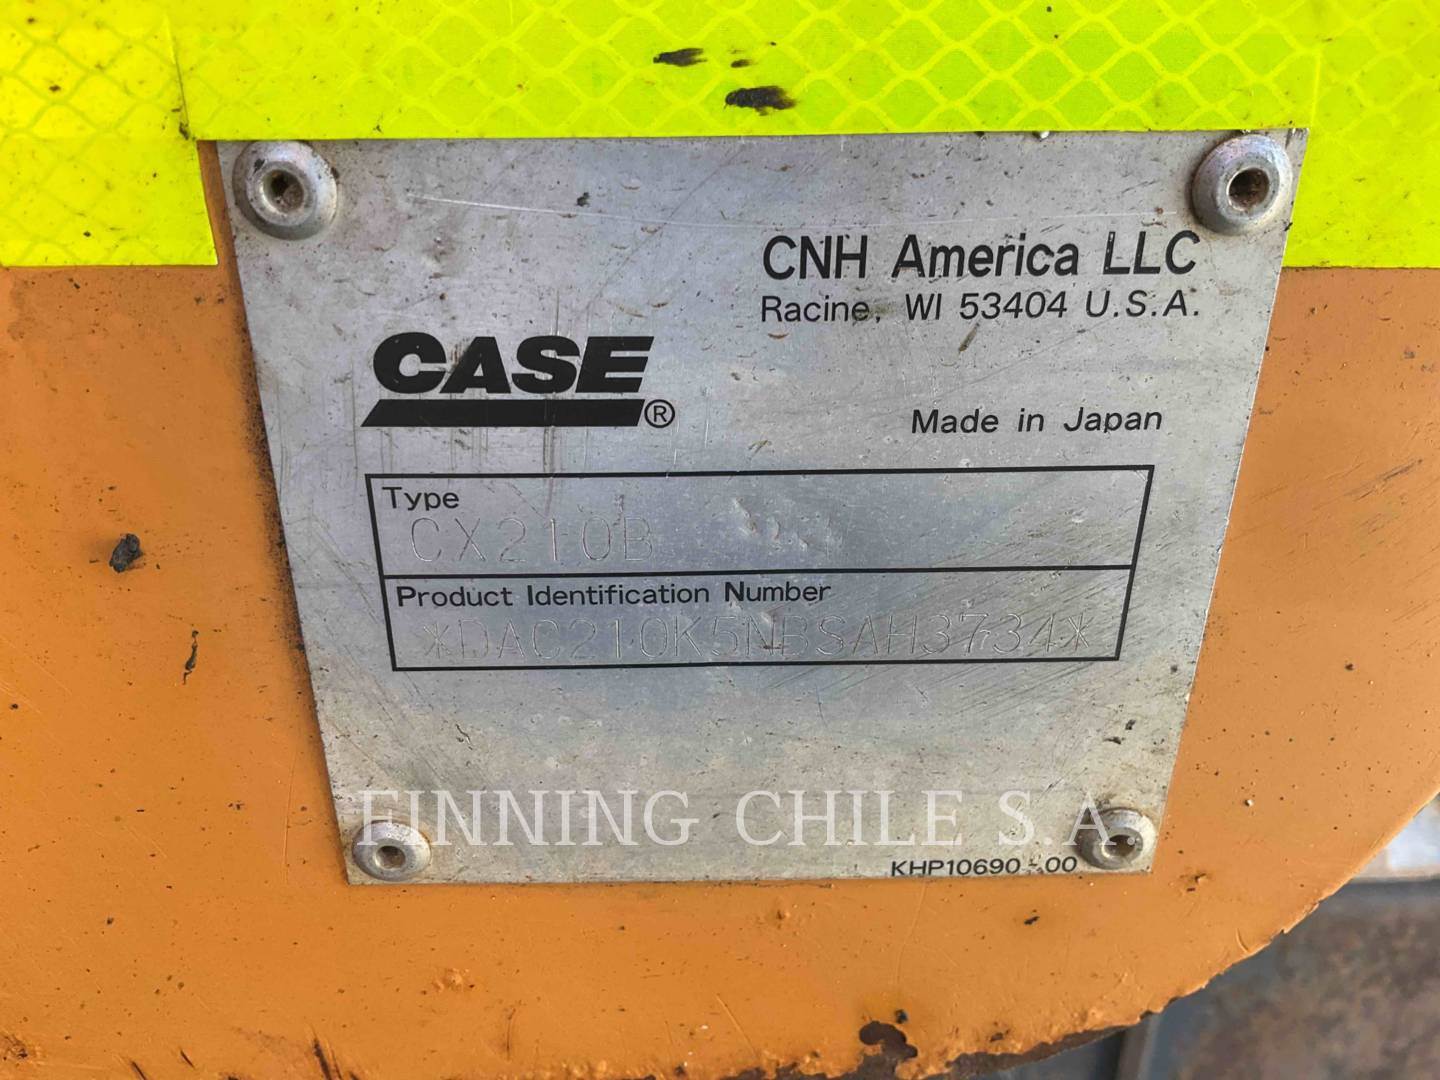 CNH America LLC
Racine, WI 53404 U.S.A.
CASE®
Made in Japan
Type
CX210B
Product Identification Number
*DAC210K5NBSAH3734*
FINNING CHILE S.A.
KHP10690-00